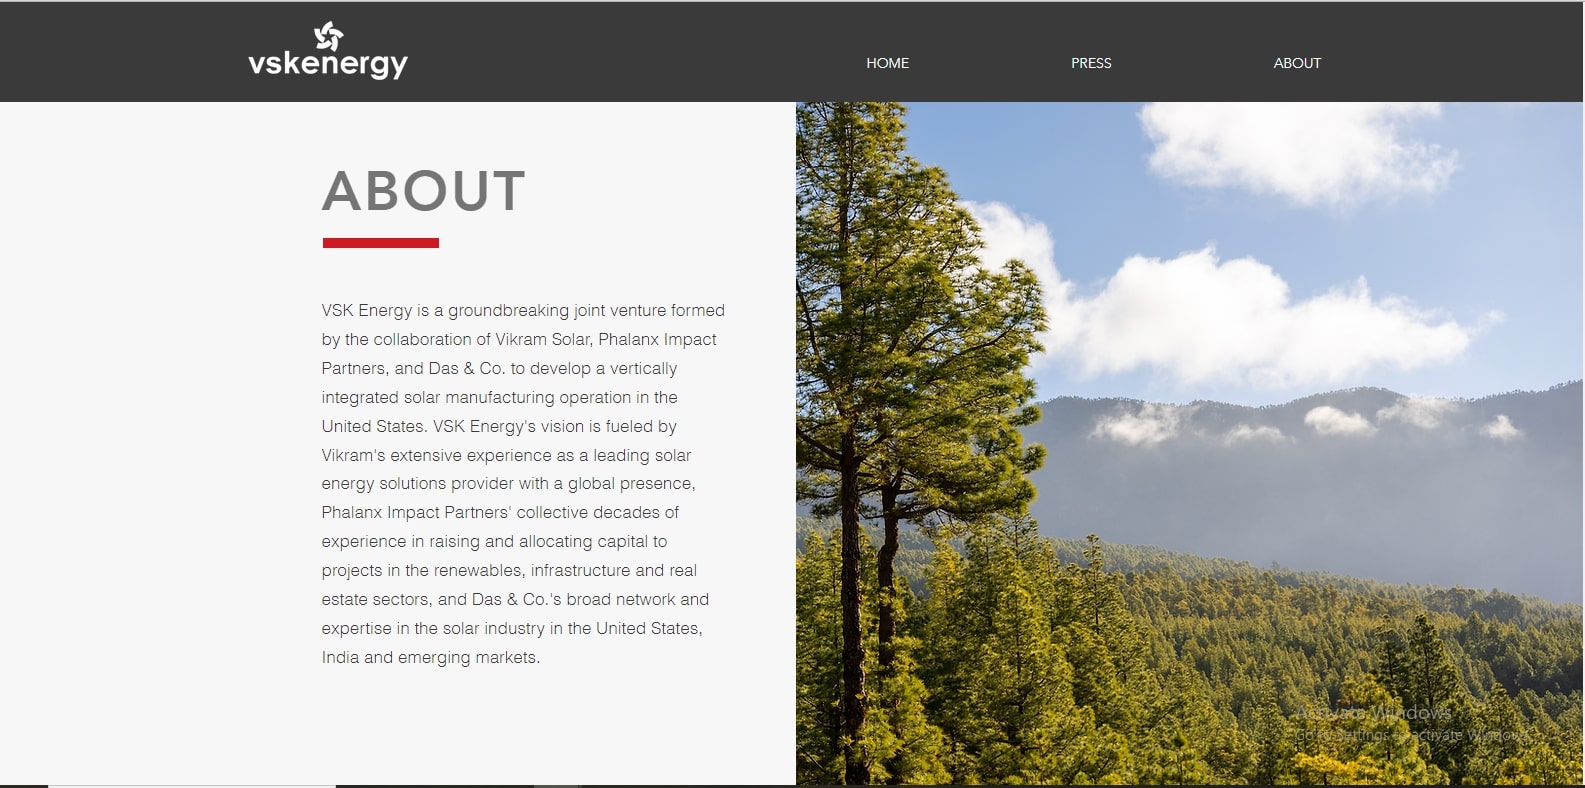 vskenergy
HOME
PRESS
ABOUT
ABOUT
VSK Energy is a groundbreaking joint venture formed
by the collaboration of Vikram Solar, Phalanx Impact
Partners, and Das & Co. to develop a vertically
integrated solar manufacturing operation in the
United States. VSK Energy's vision is fueled by
Vikram's extensive experience as a leading solar
energy solutions provider with a global presence,
Phalanx Impact Partners' collective decades of
experience in raising and allocating capital to
projects in the renewables, infrastructure and real
estate sectors, and Das & Co.'s broad network and
expertise in the solar industry in the United States,
India and emerging markets.
Activate Windows
Go to Settings to activate Windows.